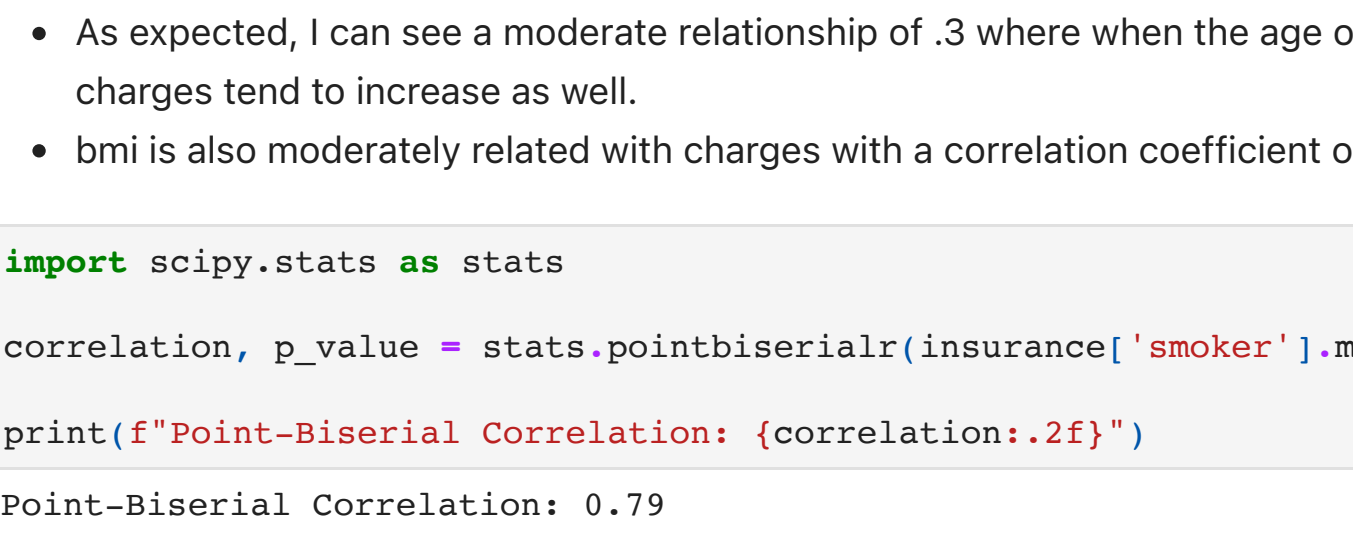 As expected, I can see a moderate relationship of .3 where when the age
charges tend to increase as well.
bmi is also moderately related with charges with a correlation coefficient
import scipy.stats as stats
correlation, p_value = stats.pointbiserialr(insurance['smoker'].m
print(f"Point-Biserial Correlation: {correlation:.2f}")
Point-Biserial Correlation: 0.79